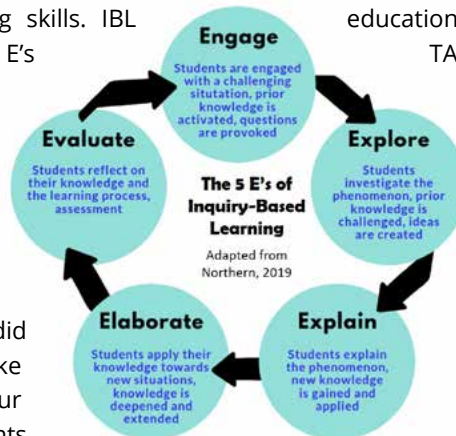 g skills. IBL
E's
education
TA
Engage
Students are engaged
with a challenging
situtation, prior
knowledge is
activated, questions
are provoked
Explore
Students
investigate the
phenomenon, prior
knowledge is
challenged, ideas
are created
Explain
Students explain
the phenomenon,
new knowledge
is gained and
applied
Elaborate
Students apply their
knowledge towards
new situations,
knowledge is
deepened and
extended
Evaluate
Students reflect on
their knowledge and
the learning process,
assessment
The 5 E's of
Inquiry-Based
Learning
Adapted from
Northern, 2019
did
ke
ur
nts